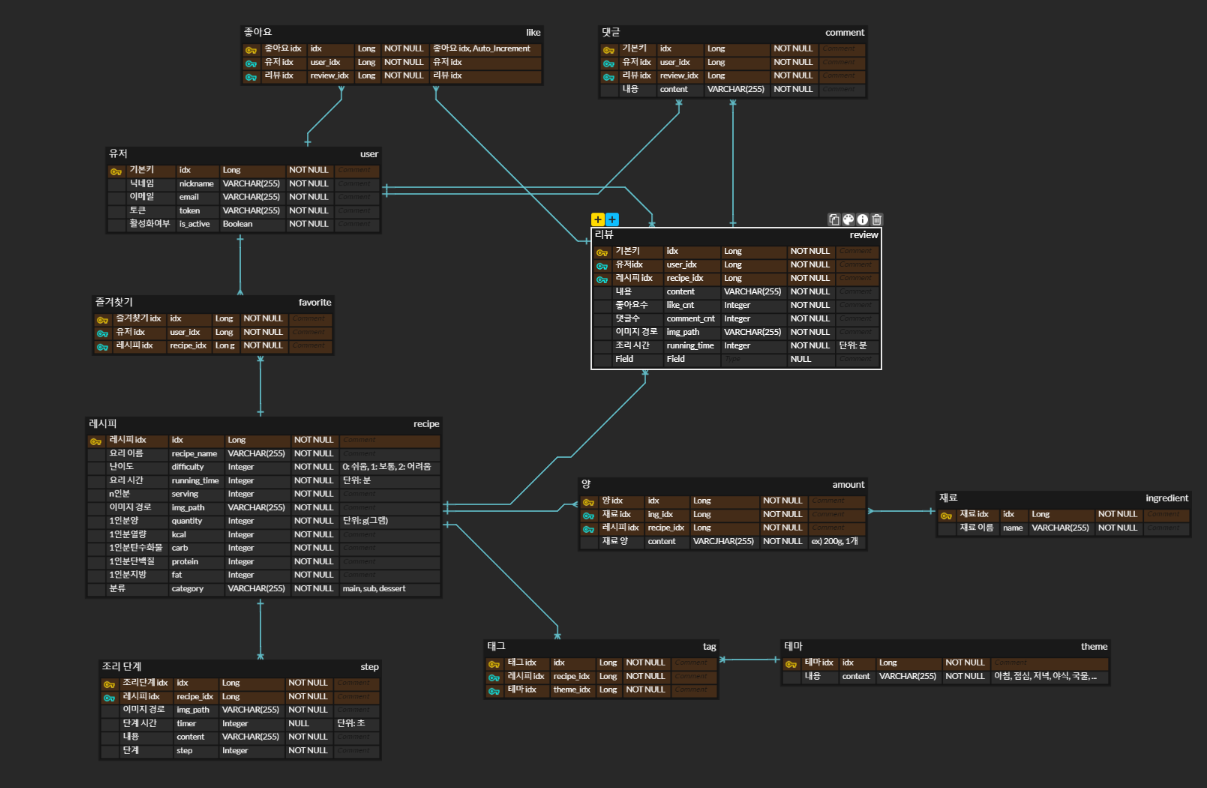 좋아요 like
좋아요 idx idx Long NOT NULL 좋아요 idx, Auto_Increment
유저 idx user_idx Long NOT NULL 유저 idx
리뷰 idx review_idx Long NOT NULL 리뷰 idx
댓글 comment
기본키 idx Long NOT NULL Comment
유저 idx user_idx Long NOT NULL Comment
리뷰 idx review_idx Long NOT NULL Comment
내용 content VARCHAR(255) NOT NULL Comment
유저 user
기본키 idx Long NOT NULL Comment
닉네임 nickname VARCHAR(255) NOT NULL Comment
이메일 email VARCHAR(255) NOT NULL Comment
토큰 token VARCHAR(255) NOT NULL Comment
활성화여부 is_active Boolean NOT NULL Comment
리뷰 review
기본키 idx Long NOT NULL Comment
유저idx user_idx Long NOT NULL Comment
레시피 idx recipe_idx Long NOT NULL Comment
내용 content VARCHAR(255) NOT NULL Comment
좋아요수 like_cnt Integer NOT NULL Comment
댓글수 comment_cnt Integer NOT NULL Comment
이미지 경로 img_path VARCHAR(255) NOT NULL Comment
조리 시간 running_time Integer NOT NULL 단위: 분
Field Field Type NULL Comment
즐겨찾기 favorite
즐겨찾기 idx idx Long NOT NULL Comment
유저 idx user_idx Long NOT NULL Comment
레시피 idx recipe_idx Long NOT NULL Comment
레시피 recipe
레시피 idx idx Long NOT NULL Comment
요리 이름 recipe_name VARCHAR(255) NOT NULL Comment
난이도 difficulty Integer NOT NULL 0: 쉬움, 1: 보통, 2: 어려움
요리 시간 running_time Integer NOT NULL 단위: 분
n인분 serving Integer NOT NULL Comment
이미지 경로 img_path VARCHAR(255) NOT NULL Comment
1인분양 quantity Integer NOT NULL 단위:g(그램)
1인분열량 kcal Integer NOT NULL Comment
1인분탄수화물 carb Integer NOT NULL Comment
1인분단백질 protein Integer NOT NULL Comment
1인분지방 fat Integer NOT NULL Comment
분류 category VARCHAR(255) NOT NULL main, sub, dessert
양 amount
양 idx idx Long NOT NULL Comment
재료 idx ing_idx Long NOT NULL Comment
레시피 idx recipe_idx Long NOT NULL Comment
재료 양 content VARCJHAR(255) NOT NULL ex) 200g, 1개
재료 ingredient
재료 idx idx Long NOT NULL Comment
재료 이름 name VARCHAR(255) NOT NULL Comment
태그 tag
태그 idx idx Long NOT NULL Comment
레시피 idx recipe_idx Long NOT NULL Comment
테마 idx theme_idx Long NOT NULL Comment
테마 theme
테마 idx idx Long NOT NULL Comment
내용 content VARCHAR(255) NOT NULL 아침, 점심, 저녁, 야식, 국물, ...
조리 단계 step
조리단계 idx idx Long NOT NULL Comment
레시피 idx recipe_idx Long NOT NULL Comment
이미지 경로 img_path VARCHAR(255) NOT NULL Comment
단계 시간 timer Integer NULL 단위: 초
내용 content VARCHAR(255) NOT NULL Comment
단계 step Integer NOT NULL Comment